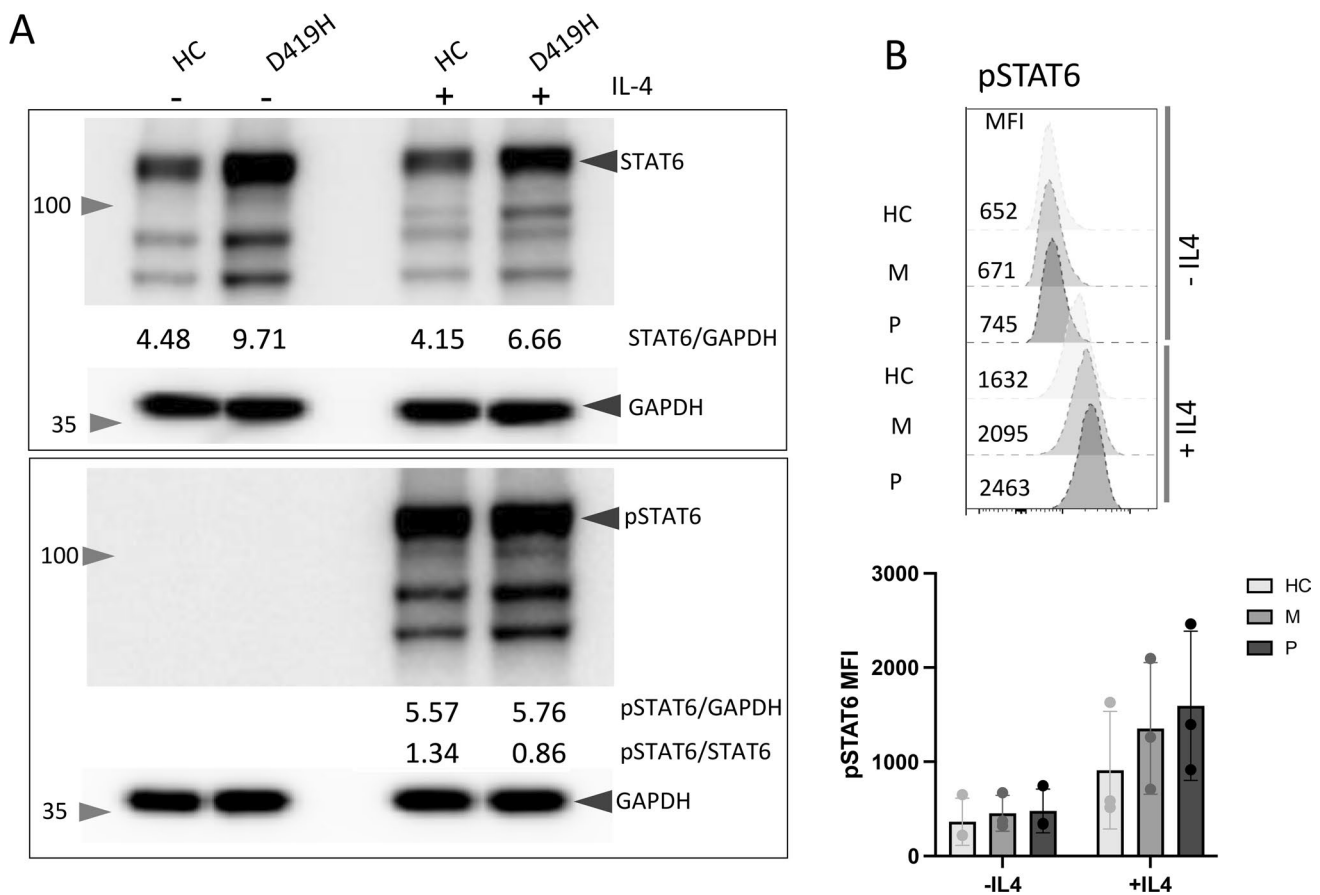 A
HC D419H HC D419H
- - + + IL-4
STAT6
100
4.48 9.71 4.15 6.66 STAT6/GAPDH
GAPDH
35
pSTAT6
100
5.57 5.76 pSTAT6/GAPDH
1.34 0.86 pSTAT6/STAT6
GAPDH
35
B
pSTAT6
MFI
HC 652
M 671
P 745
- IL4
HC 1632
M 2095
P 2463
+ IL4
3000
2000
1000
0
pSTAT6 MFI
-IL4 +IL4
HC
M
P